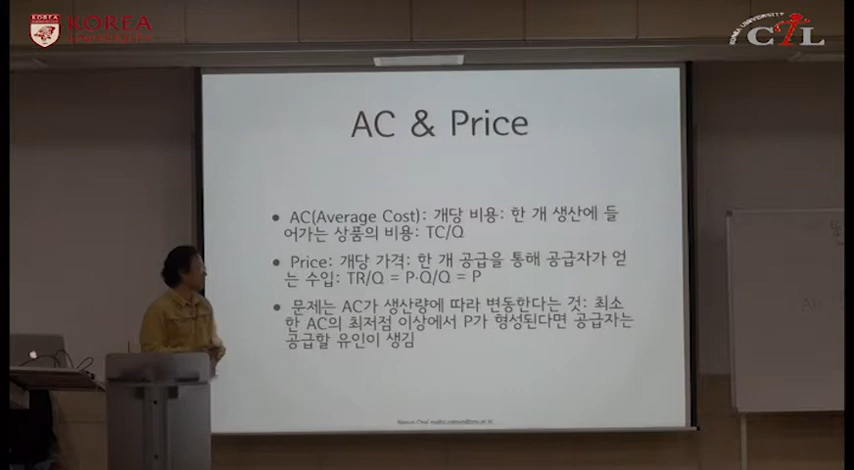 KOREA
UNIVERSITY
KOREA UNIVERSITY
CTL
AC & Price
• AC(Average Cost): 개당 비용: 한 개 생산에 들
어가는 상품의 비용: TC/Q
• Price: 개당 가격: 한 개 공급을 통해 공급자가 얻
는 수입: TR/Q = P·Q/Q = P
• 문제는 AC가 생산량에 따라 변동한다는 것: 최소
한 AC의 최저점 이상에서 P가 형성된다면 공급자는
공급할 유인이 생김